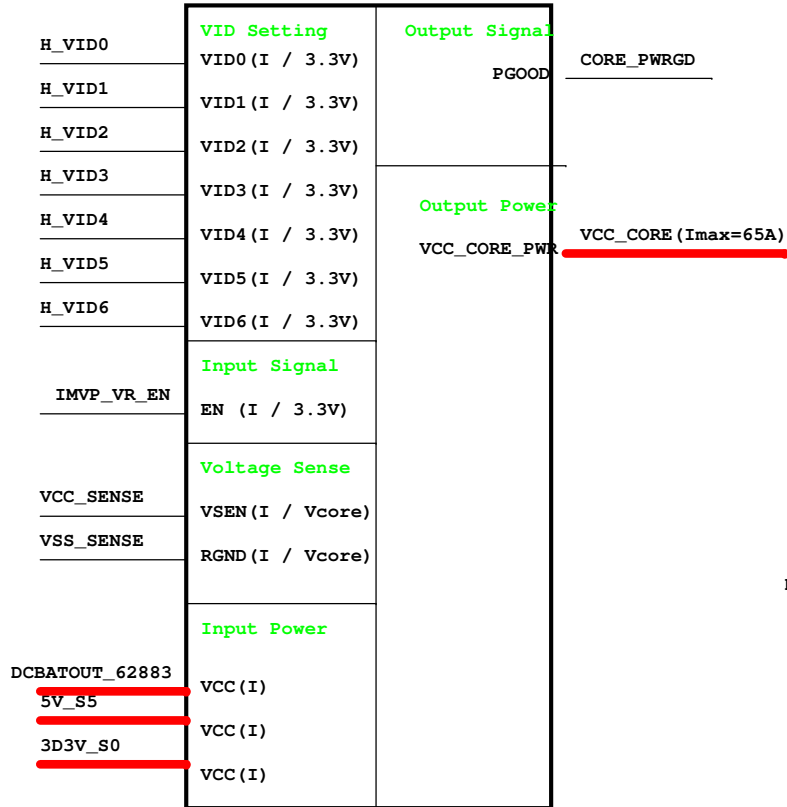 H_VID0
H_VID1
H_VID2
H_VID3
H_VID4
H_VID5
H_VID6
IMVP_VR_EN
VCC_SENSE
VSS_SENSE
DCBATOUT_62883
5V_S5
3D3V_S0
VID Setting
VID0(I / 3.3V)
VID1(I / 3.3V)
VID2(I / 3.3V)
VID3(I / 3.3V)
VID4(I / 3.3V)
VID5(I / 3.3V)
VID6(I / 3.3V)
Input Signal
EN (I / 3.3V)
Voltage Sense
VSEN(I / Vcore)
RGND(I / Vcore)
Input Power
VCC(I)
VCC(I)
VCC(I)
Output Signal
PGOOD
Output Power
VCC_CORE_PWR
CORE_PWRGD
VCC_CORE(Imax=65A)